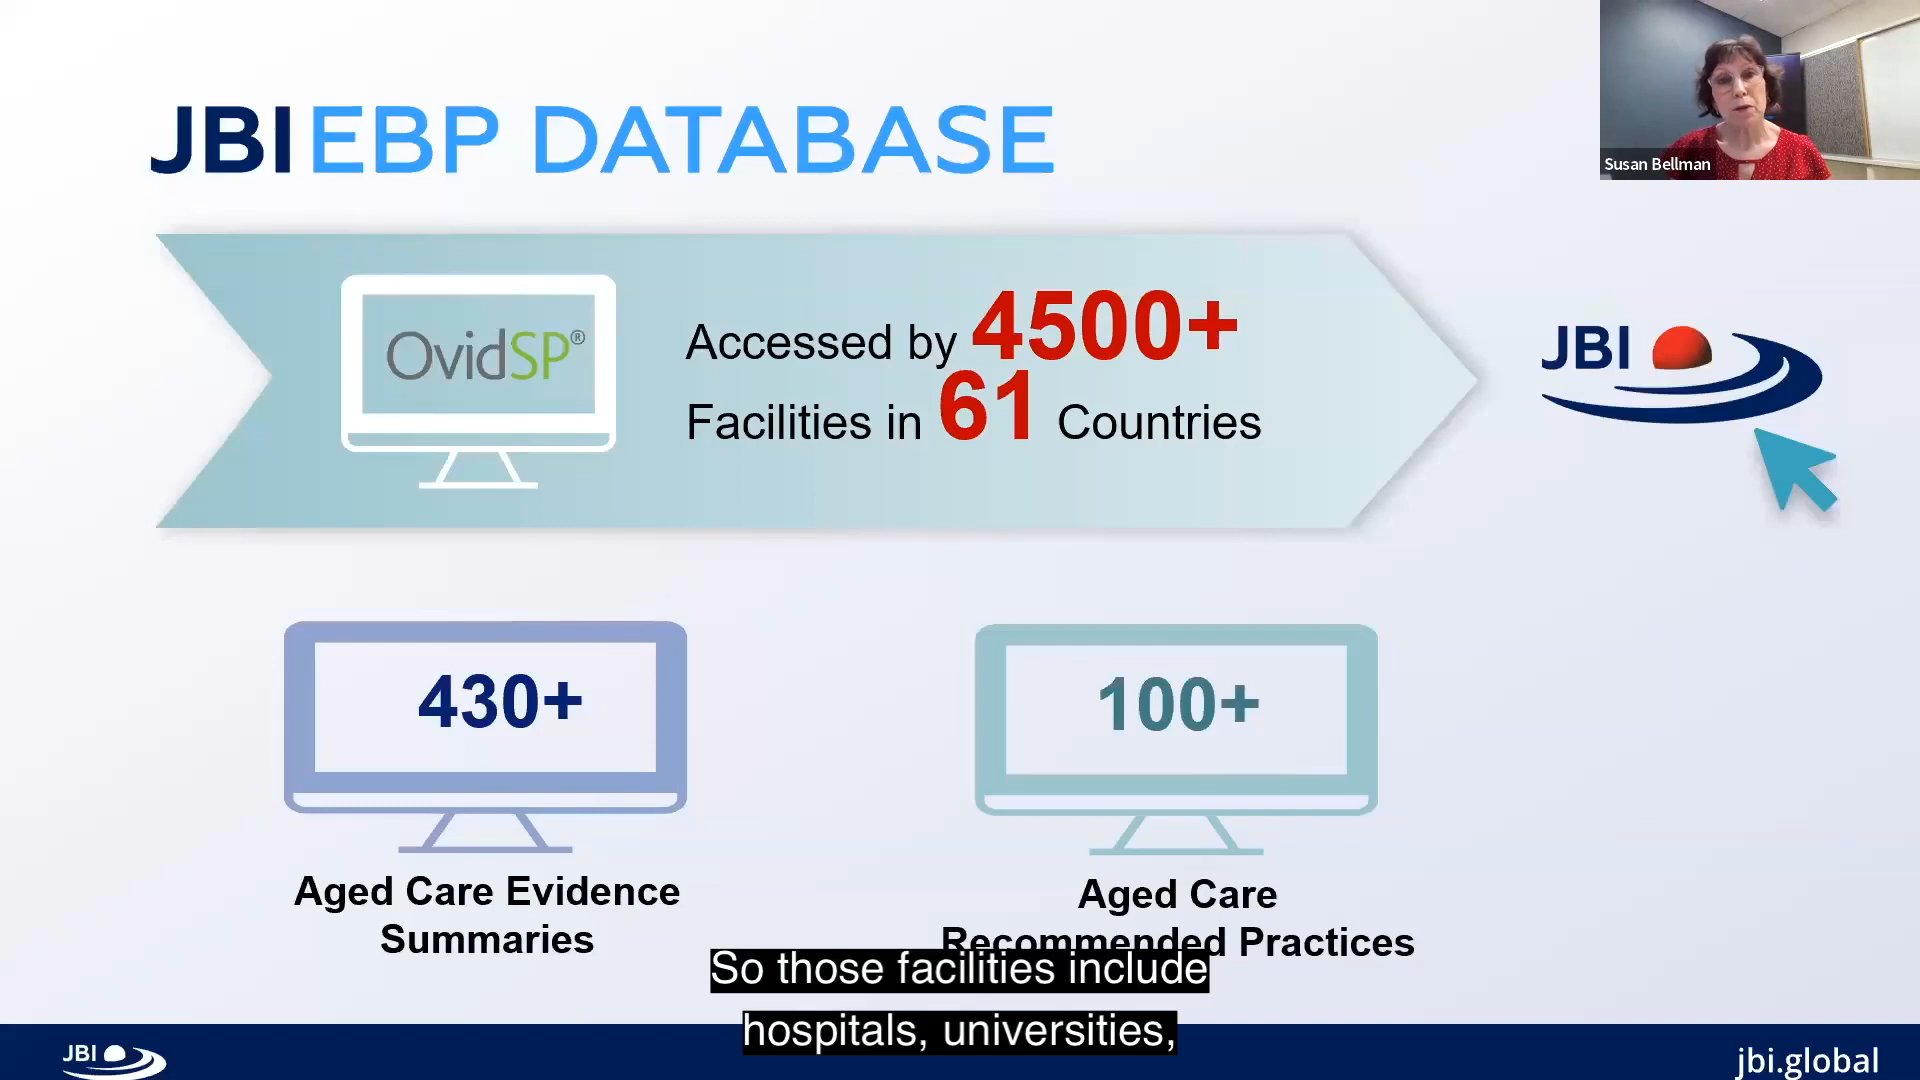 JBI EBP DATABASE
Susan Bellman
OvidSP®
Accessed by 4500+
Facilities in 61 Countries
JBI
430+
100+
Aged Care Evidence
Summaries
Aged Care
Recommended Practices
So those facilities include
hospitals, universities,
JBI
jbi.global